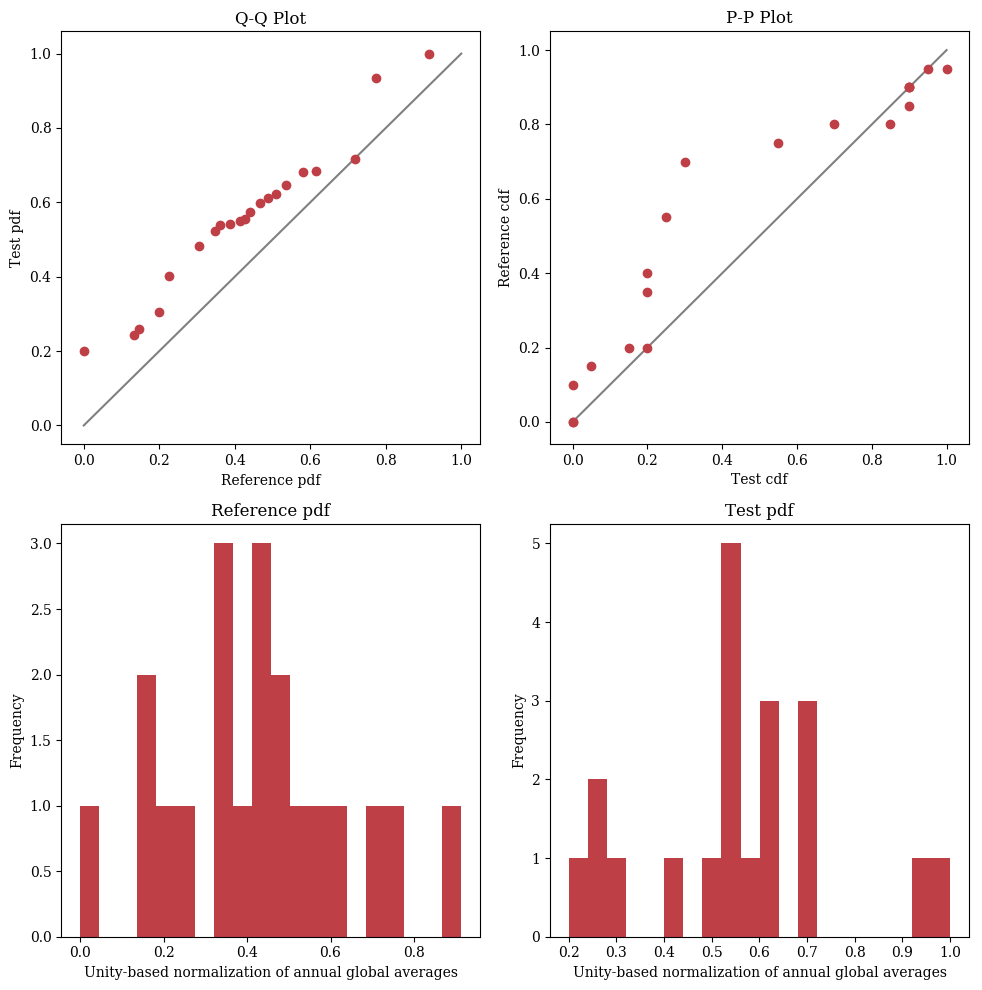 Q-Q Plot
1.0
0.8
0.6
0.4
0.2
0.0
Test pdf
0.0 0.2 0.4 0.6 0.8 1.0
Reference pdf
P-P Plot
1.0
0.8
0.6
0.4
0.2
0.0
Reference cdf
0.0 0.2 0.4 0.6 0.8 1.0
Test cdf
Reference pdf
3.0
2.5
2.0
1.5
1.0
0.5
0.0
Frequency
0.0 0.2 0.4 0.6 0.8
Unity-based normalization of annual global averages
Test pdf
5
4
3
2
1
0
Frequency
0.2 0.3 0.4 0.5 0.6 0.7 0.8 0.9 1.0
Unity-based normalization of annual global averages